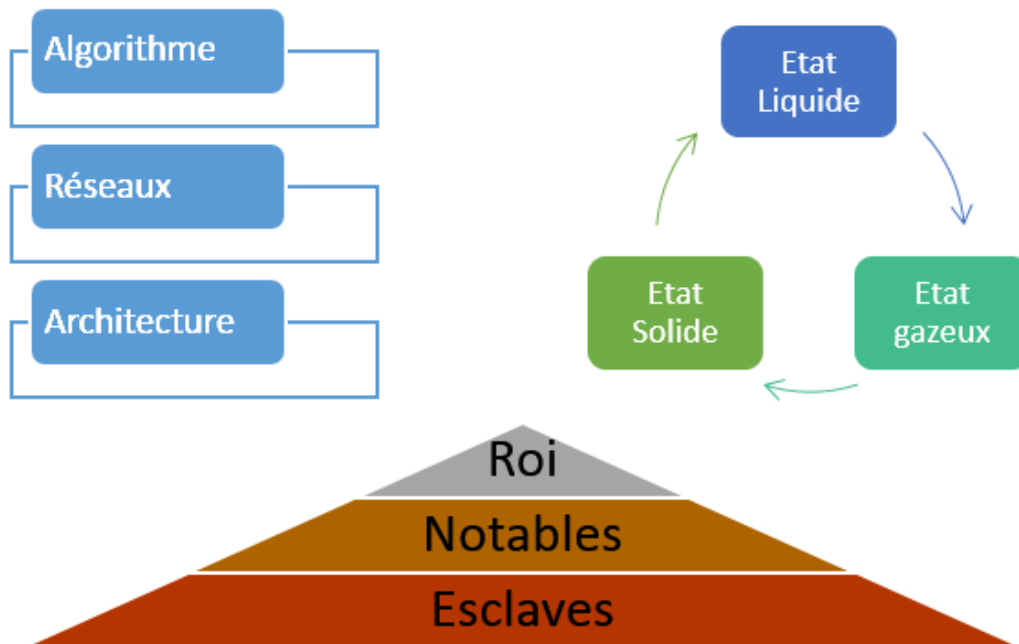 Algorithme
Réseaux
Architecture
Etat
Liquide
Etat
Solide
Etat
gazeux
Roi
Notables
Esclaves